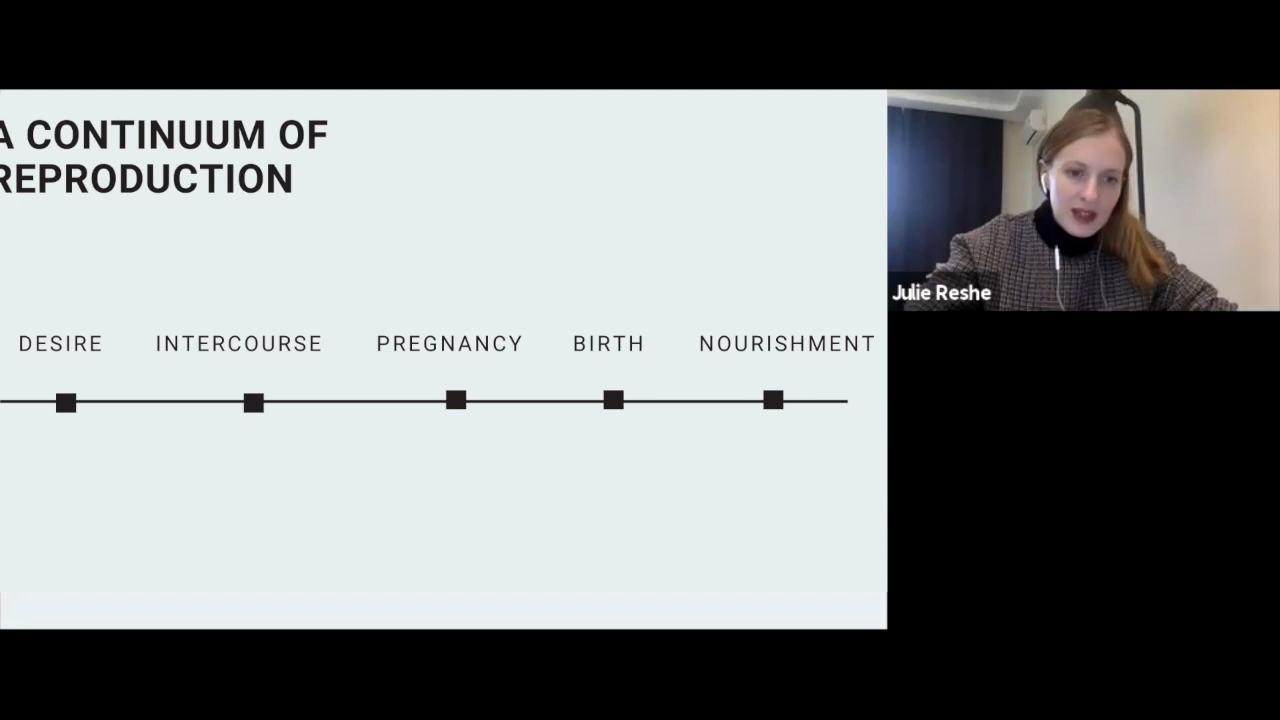 A CONTINUUM OF
REPRODUCTION
DESIRE INTERCOURSE PREGNANCY BIRTH NOURISHMENT
Julie Reshe